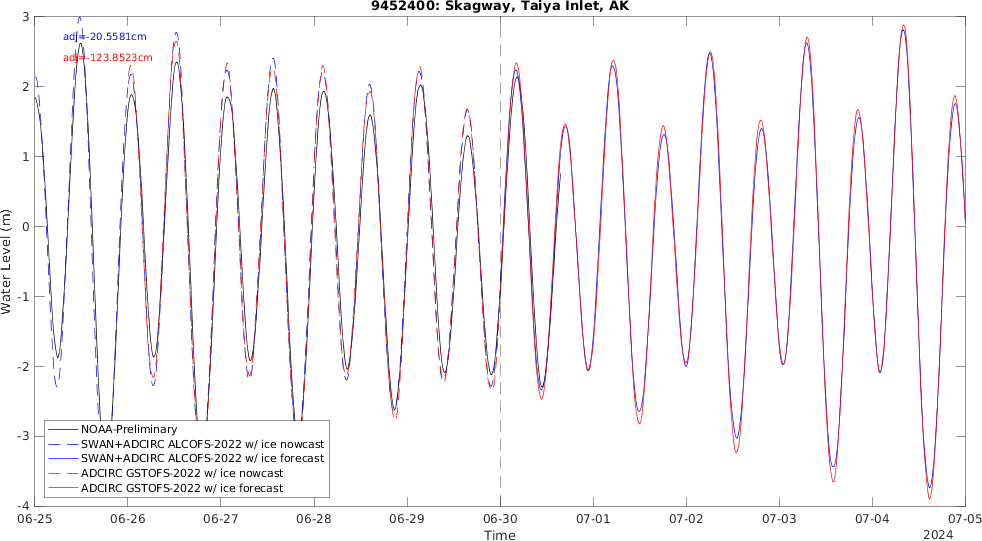 9452400: Skagway, Taiya Inlet, AK
adj=-20.5581cm
adj=-123.8523cm
Water Level (m)
3
2
1
0
-1
-2
-3
-4
NOAA-Preliminary
SWAN+ADCIRC ALCOFS-2022 w/ ice nowcast
SWAN+ADCIRC ALCOFS-2022 w/ ice forecast
ADCIRC GSTOFS-2022 w/ ice nowcast
ADCIRC GSTOFS-2022 w/ ice forecast
06-25 06-26 06-27 06-28 06-29 06-30 07-01 07-02 07-03 07-04 07-05
Time
2024